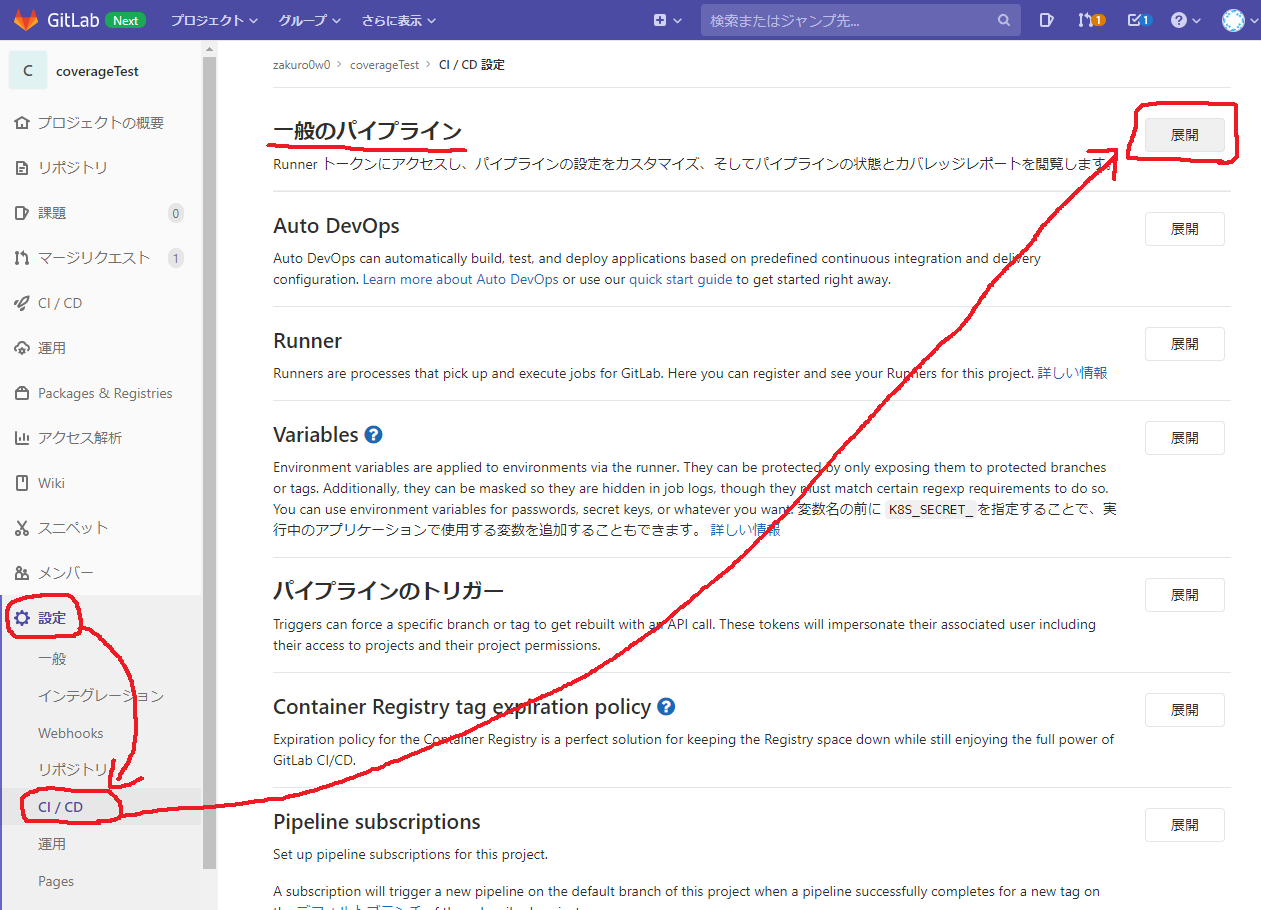 GitLab Next プロジェクト グループ さらに表示 検索またはジャンプ先... 1 1
C coverageTest
プロジェクトの概要
リポジトリ
課題 0
マージリクエスト 1
CI / CD
運用
Packages & Registries
アクセス解析
Wiki
スニペット
メンバー
設定
一般
インテグレーション
Webhooks
リポジトリ
CI / CD
運用
Pages
zakuro0w0 > coverageTest > CI / CD 設定
一般のパイプライン
展開
Runner トークンにアクセスし、パイプラインの設定をカスタマイズ、そしてパイプラインの状態とカバレッジレポートを閲覧します。
Auto DevOps
展開
Auto DevOps can automatically build, test, and deploy applications based on predefined continuous integration and delivery
configuration. Learn more about Auto DevOps or use our quick start guide to get started right away.
Runner
展開
Runners are processes that pick up and execute jobs for GitLab. Here you can register and see your Runners for this project. 詳しい情報
Variables ?
展開
Environment variables are applied to environments via the runner. They can be protected by only exposing them to protected branches
or tags. Additionally, they can be masked so they are hidden in job logs, though they must match certain regexp requirements to do so.
You can use environment variables for passwords, secret keys, or whatever you want. 変数名の前に K8S_SECRET_ を指定することで、実
行中のアプリケーションで使用する変数を追加することもできます。 詳しい情報
パイプラインのトリガー
展開
Triggers can force a specific branch or tag to get rebuilt with an API call. These tokens will impersonate their associated user including
their access to projects and their project permissions.
Container Registry tag expiration policy ?
展開
Expiration policy for the Container Registry is a perfect solution for keeping the Registry space down while still enjoying the full power of
GitLab CI/CD.
Pipeline subscriptions
展開
Set up pipeline subscriptions for this project.
A subscription will trigger a new pipeline on the default branch of this project when a pipeline successfully completes for a new tag on